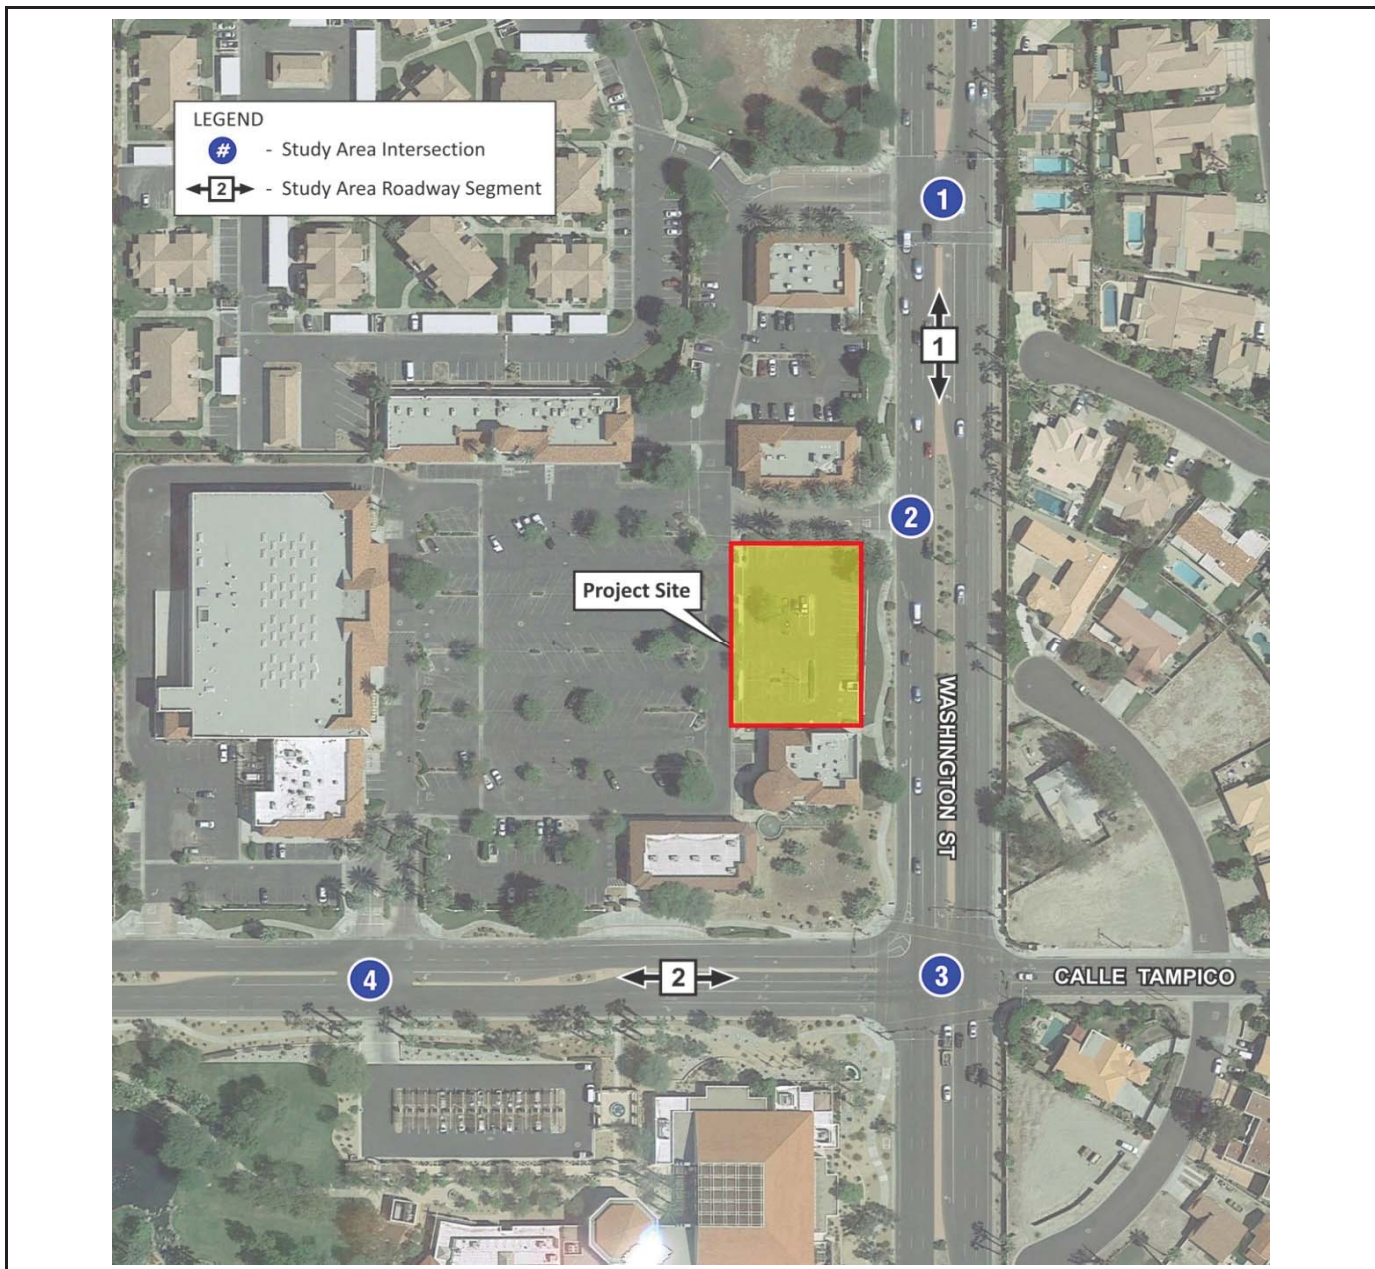 LEGEND
# - Study Area Intersection
2 - Study Area Roadway Segment
1
1
2
Project Site
WASHINGTON ST
4
2
3
CALLE TAMPICO